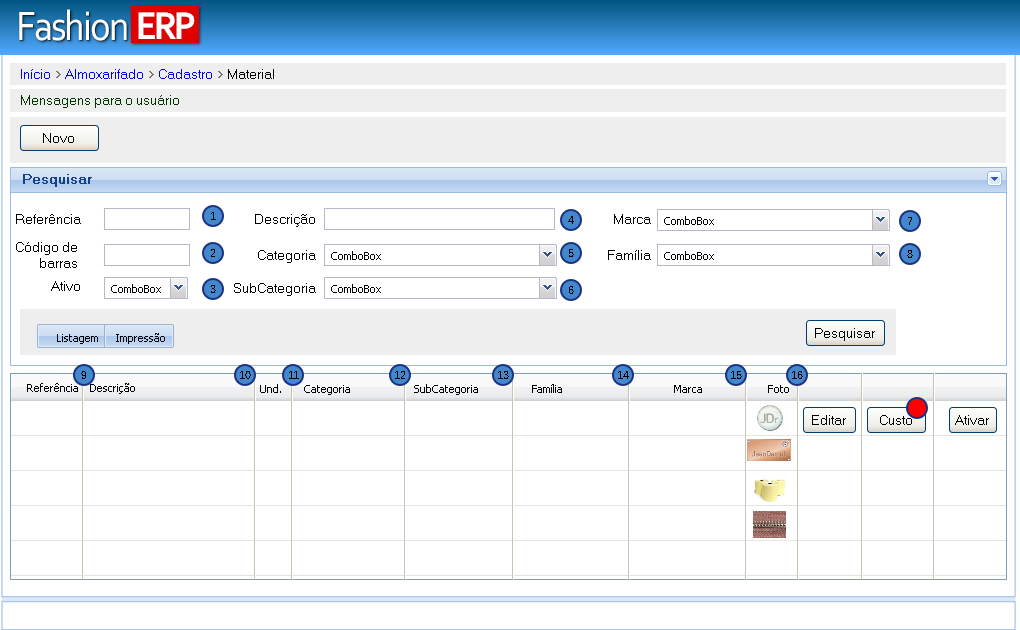 Fashion ERP
Início > Almoxarifado > Cadastro > Material
Mensagens para o usuário
Novo
Pesquisar
Referência 1 Descrição 4 Marca ComboBox 7
Código de barras 2 Categoria ComboBox 5 Família ComboBox 8
Ativo ComboBox 3 SubCategoria ComboBox 6
Listagem Impressão Pesquisar
9 10 11 12 13 14 15 16
Referência Descrição Und. Categoria SubCategoria Família Marca Foto
JDr Editar Custo Ativar